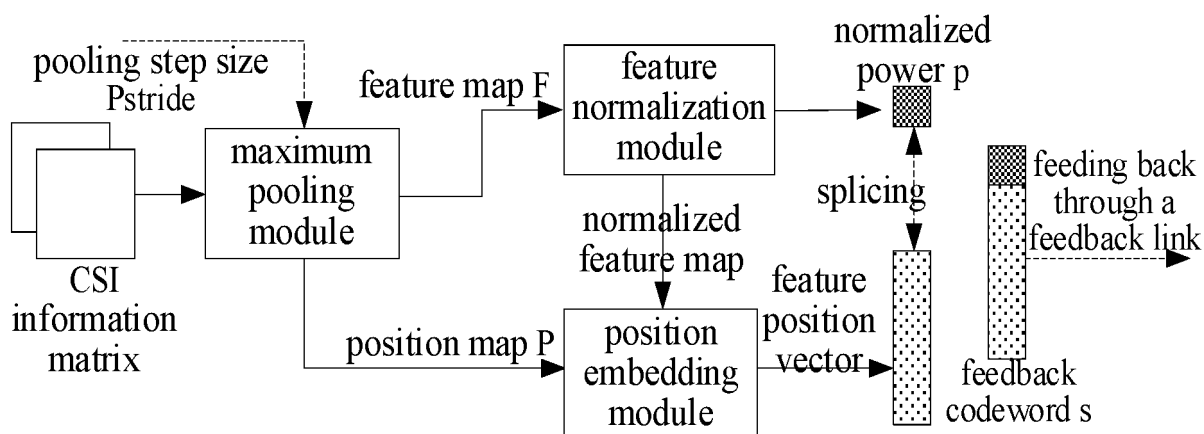 pooling step size
Pstride
CSI
information
matrix
maximum
pooling
module
feature map F
position map P
feature
normalization
module
normalized
feature map
position
embedding
module
feature
position
vector
normalized
power p
splicing
feedback
codeword s
feeding back
through a
feedback link